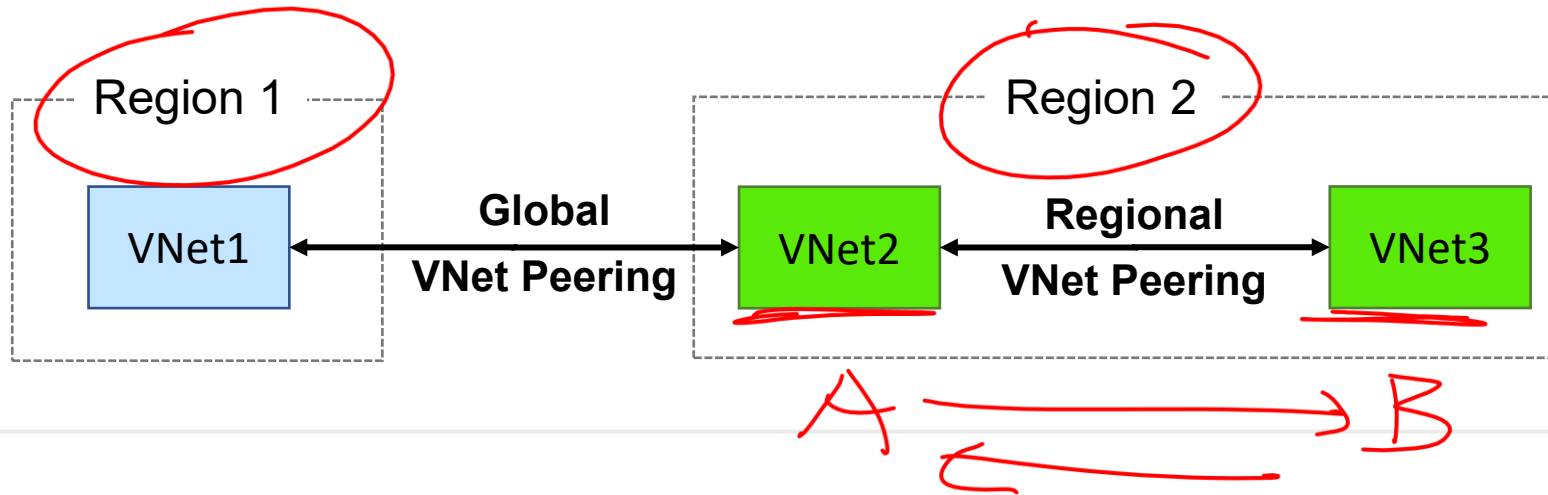 Region 1
Region 2
VNet1
Global
VNet Peering
VNet2
Regional
VNet Peering
VNet3
A
B